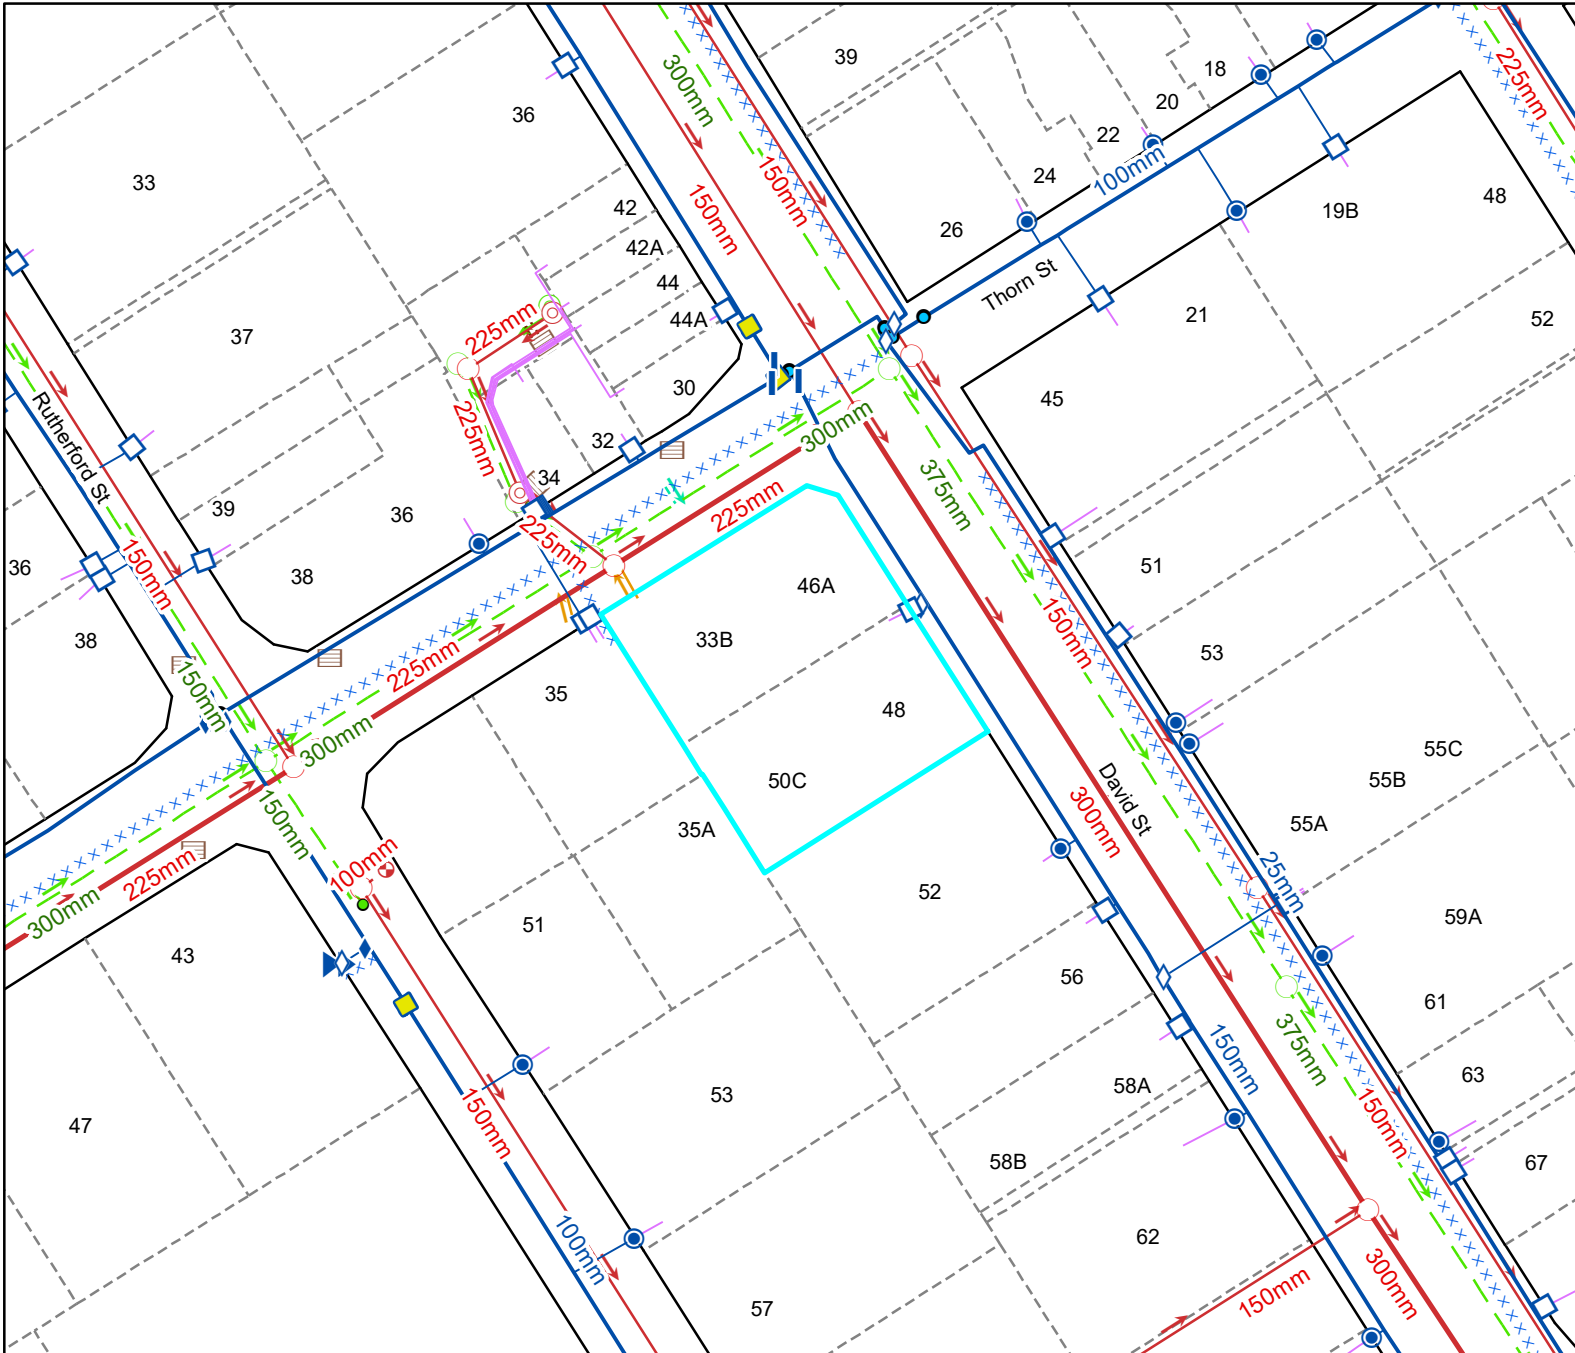 39
18
20
22
24
26
36
33
300mm
150mm
150mm
225mm
100mm
48
19B
42
42A
44
44A
30
32
34
Thorn St
21
52
37
225mm
225mm
45
Rutherford St
39
36
38
36
38
150mm
225mm
225mm
300mm
375mm
46A
33B
48
50C
51
53
150mm
35
225mm
300mm
150mm
150mm
100mm
35A
David St
300mm
55C
55B
55A
25mm
59A
300mm
225mm
43
51
52
56
61
63
67
150mm
375mm
150mm
47
150mm
53
58A
58B
62
100mm
57
150mm
300mm